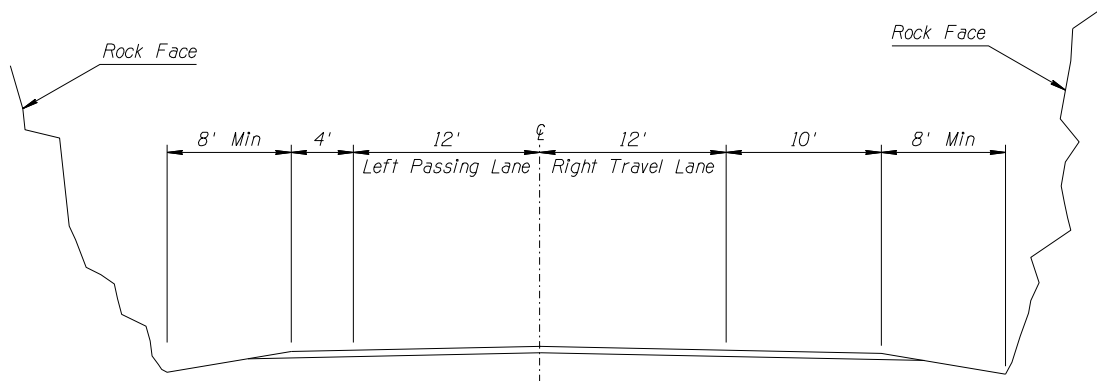 Rock Face
Rock Face
8' Min
4'
12'
℄
12'
10'
8' Min
Left Passing Lane
Right Travel Lane